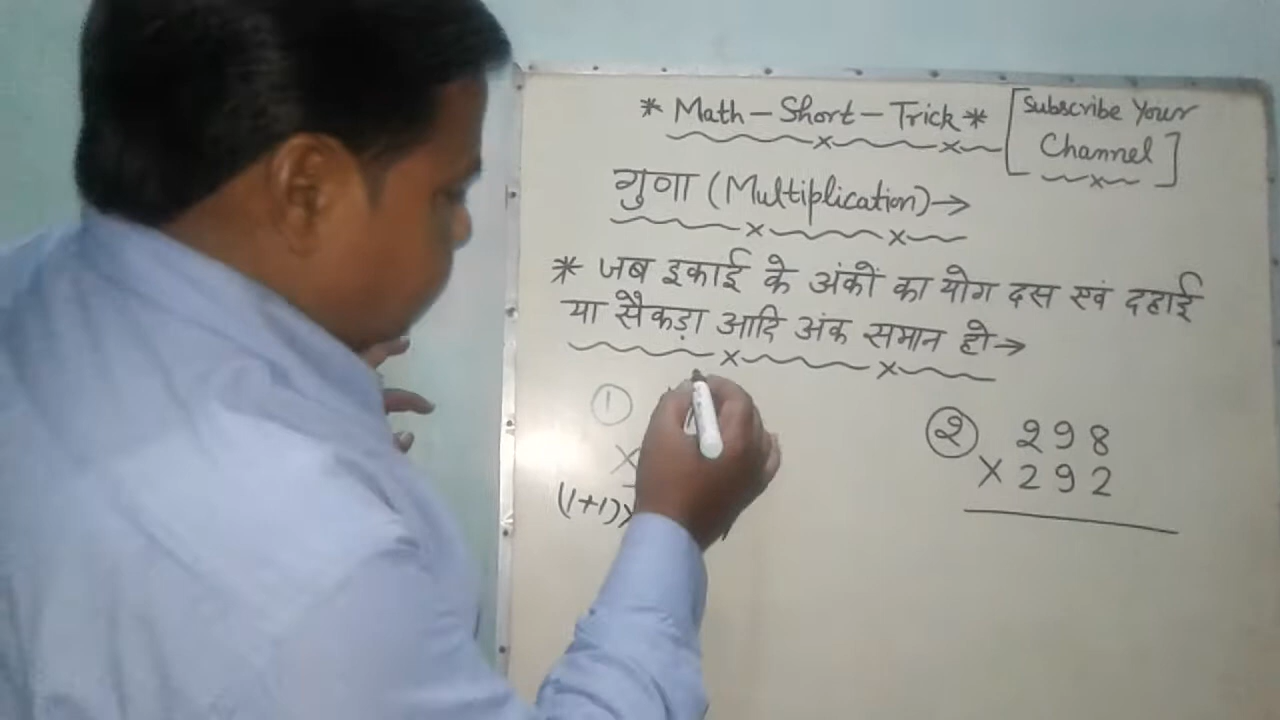 * Math - Short - Trick *
[Subscribe Your
Channel]
गुणा (Multiplication) →
* जब इकाई के अंकों का योग दस एवं दहाई
या सैकड़ा आदि अंक समान हो →
①
×
(1+1)×
② 298
× 292